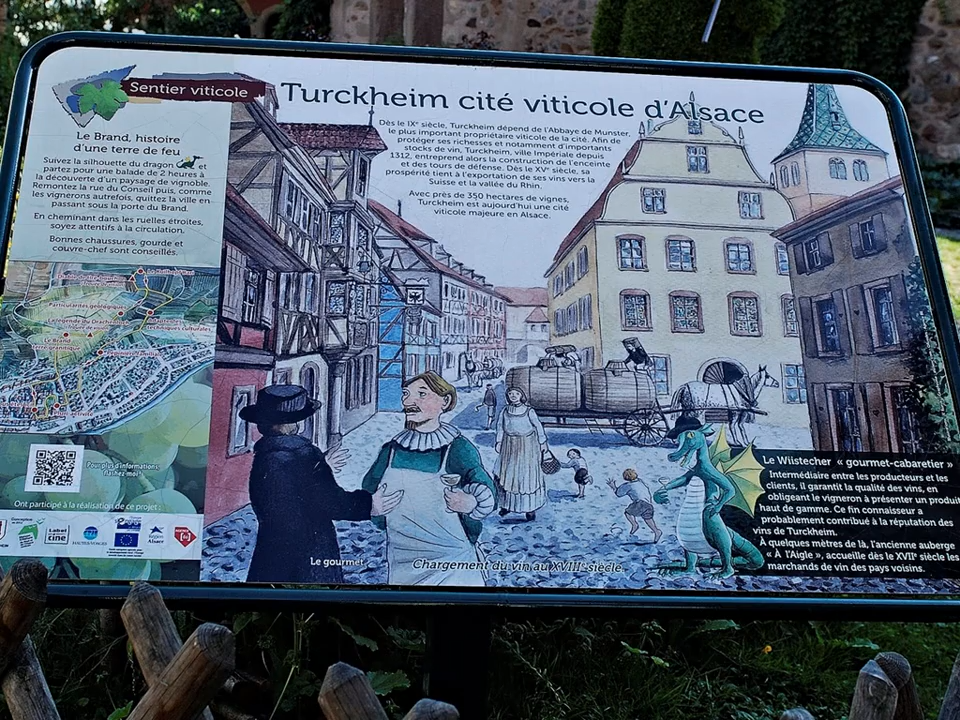 Sentier viticole
Turckheim cité viticole d'Alsace
Le Brand, histoire
d'une terre de feu
Suivez la silhouette du dragon
et partez pour une balade de 2 heures à
la découverte d'un paysage de vignoble.
Remontez la rue du Conseil puis, comme
les vignerons autrefois, quittez la ville en
passant sous la porte du Brand.
En cheminant dans les ruelles étroites,
soyez attentifs à la circulation.
Bonnes chaussures, gourde et
couvre-chef sont conseillés.
Dès le IXe siècle, Turckheim dépend de l'Abbaye de Munster,
le plus important propriétaire viticole de la cité. Afin de
protéger ses richesses et notamment d'importants
stocks de vin, Turckheim, ville Impériale depuis
1312, entreprend alors la construction de l'enceinte
et des tours de défense. Dès le XVe siècle, sa
prospérité tient à l'exportation de ses vins vers la
Suisse et la vallée du Rhin.
Avec près de 350 hectares de vignes,
Turckheim est aujourd'hui une cité
viticole majeure en Alsace.
Particularités géologiques
techniques culturales
Le Brand
Pour plus d'informations
flashez moi !
Ont participé à la réalisation de ce projet :
Label
cine
HAUTES-VOSGES
Région
Alsace
Le gourmet
Chargement du vin au XVIIIe siècle
Le Wiistecher « gourmet-cabaretier »
Intermédiaire entre les producteurs et les
clients, il garantit la qualité des vins, en
obligeant le vigneron à présenter un produit
haut de gamme. Ce fin connaisseur a
probablement contribué à la réputation des
vins de Turckheim.
À quelques mètres de là, l'ancienne auberge
« À l'Aigle », accueille dès le XVIIe siècle les
marchands de vin des pays voisins.